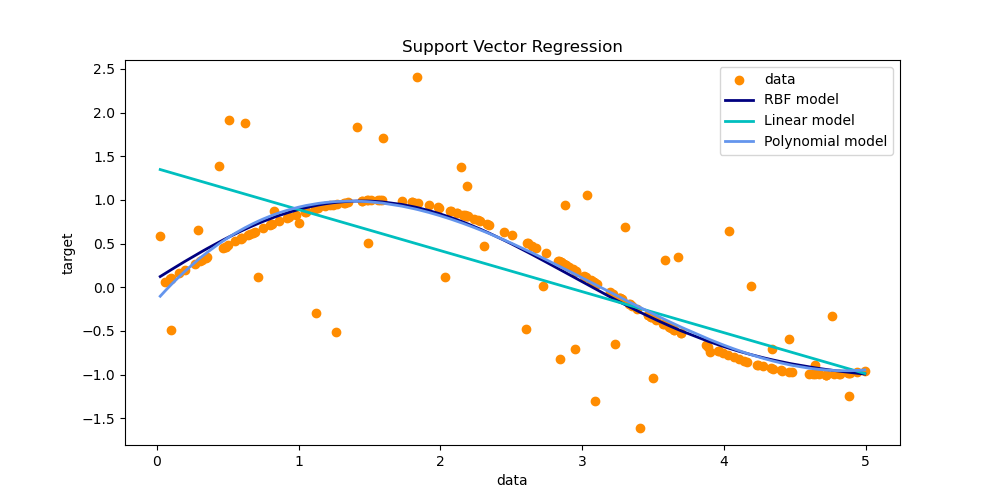 Support Vector Regression
data
RBF model
Linear model
Polynomial model
2.5
2.0
1.5
1.0
0.5
0.0
−0.5
−1.0
−1.5
target
0 1 2 3 4 5
data